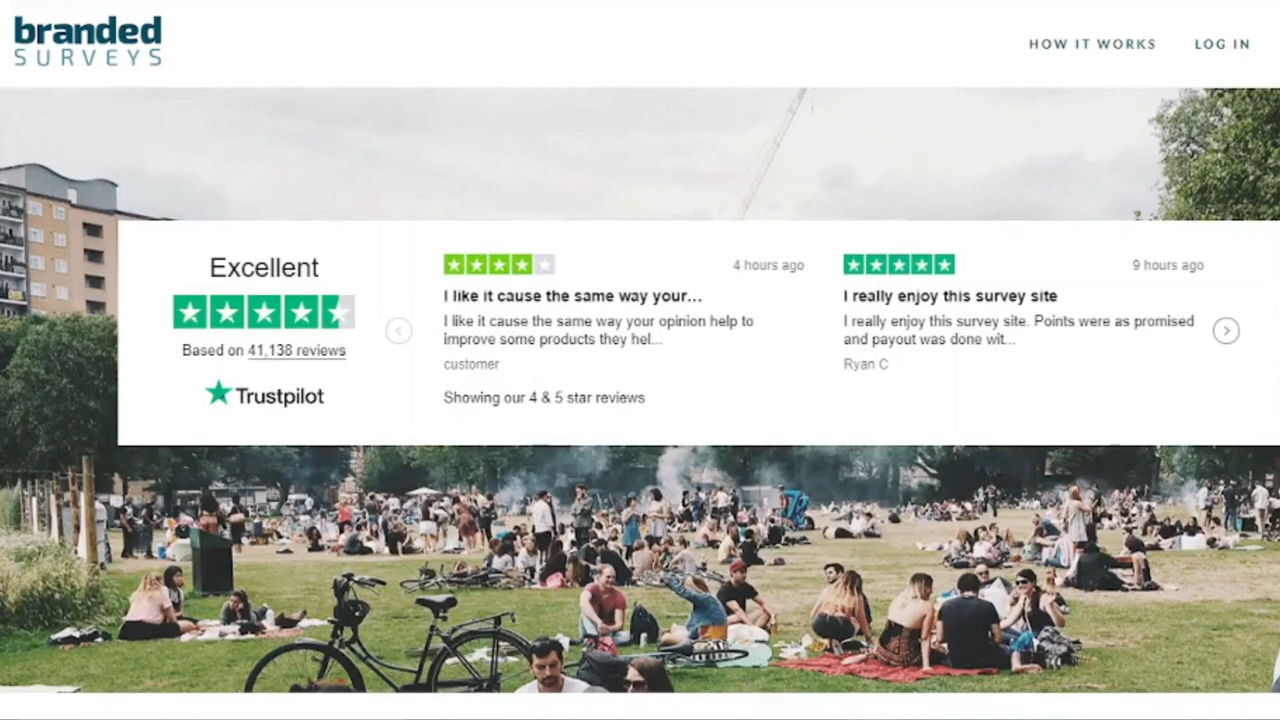 branded
SURVEYS
HOW IT WORKS
LOG IN
Excellent
Based on 41,138 reviews
Trustpilot
4 hours ago
I like it cause the same way your...
I like it cause the same way your opinion help to
improve some products they hel...
customer
Showing our 4 & 5 star reviews
9 hours ago
I really enjoy this survey site
I really enjoy this survey site. Points were as promised
and payout was done wit...
Ryan C